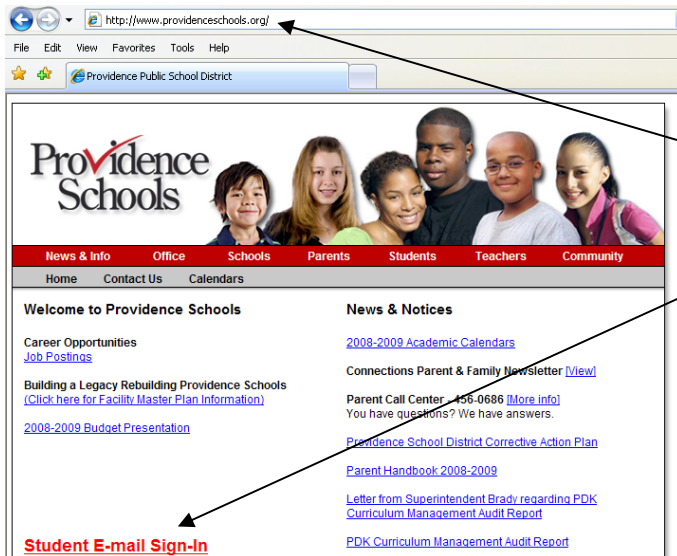 http://www.providenceschools.org/
File Edit View Favorites Tools Help
Providence Public School District
Providence
Schools
News & Info Office Schools Parents Students Teachers Community
Home Contact Us Calendars
Welcome to Providence Schools
Career Opportunities
Job Postings
Building a Legacy Rebuilding Providence Schools
(Click here for Facility Master Plan Information)
2008-2009 Budget Presentation
Student E-mail Sign-In
News & Notices
2008-2009 Academic Calendars
Connections Parent & Family Newsletter [View]
Parent Call Center - 456-0686 [More info]
You have questions? We have answers.
Providence School District Corrective Action Plan
Parent Handbook 2008-2009
Letter from Superintendent Brady regarding PDK
Curriculum Management Audit Report
PDK Curriculum Management Audit Report